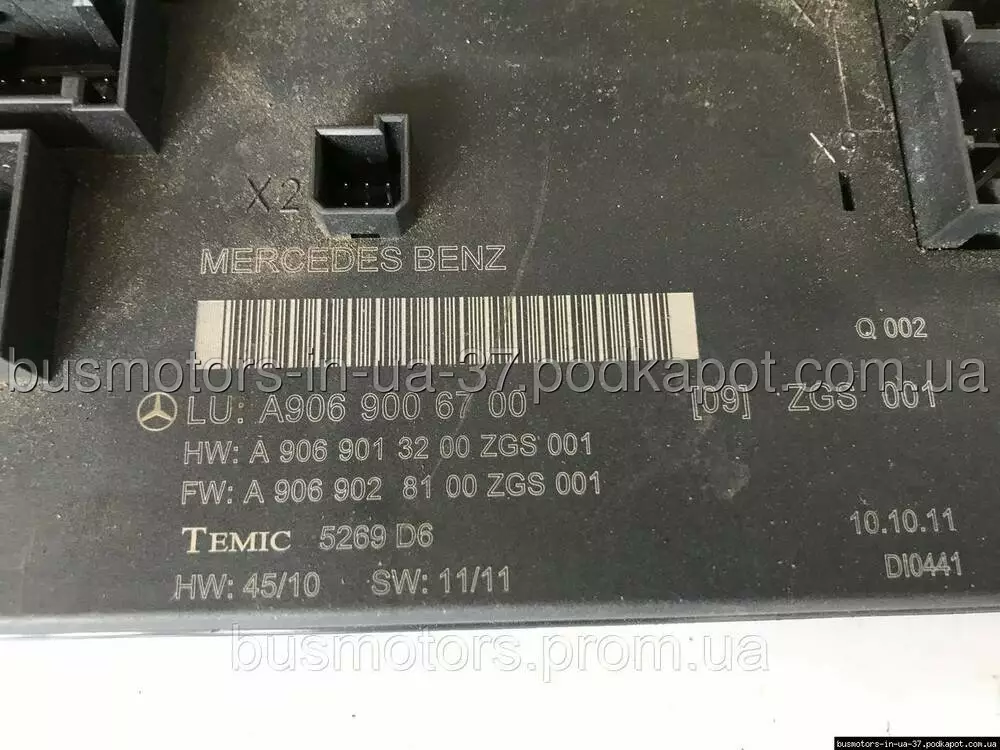 X2
MERCEDES BENZ
Q 002
busmotors-in-ua-37.podkapot.com.ua
LU: A906 900 67 00 [09] ZGS 001
HW: A 906 901 32 00 ZGS 001
FW: A 906 902 81 00 ZGS 001
TEMIC 5269 D6 10.10.11
HW: 45/10 SW: 11/11 DI0441
busmotors.prom.ua
busmotors-in-ua-37.podkapot.com.ua